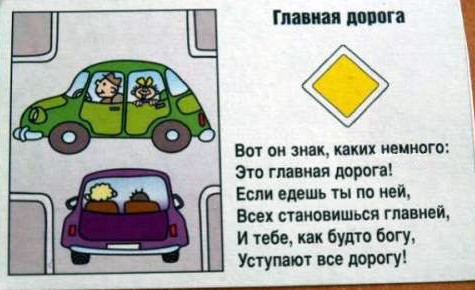 Главная дорога
Вот он знак, каких немного:
Это главная дорога!
Если едешь ты по ней,
Всех становишься главней,
И тебе, как будто богу,
Уступают все дорогу!